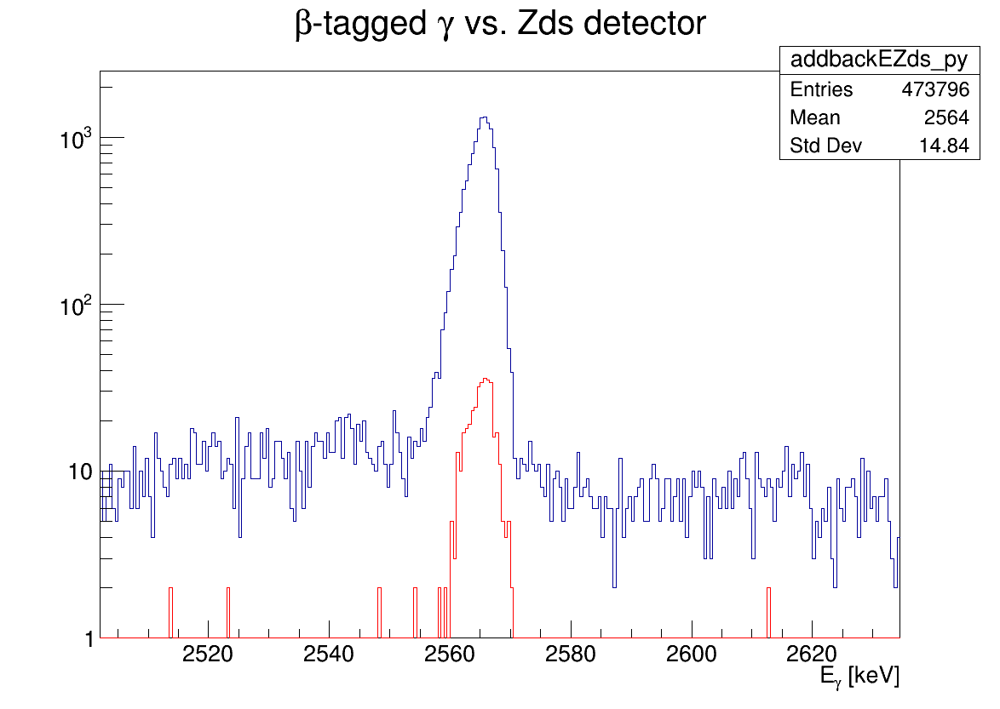 β-tagged γ vs. Zds detector
addbackEZds_py
Entries 473796
Mean 2564
Std Dev 14.84
10³
10²
10
1
2520 2540 2560 2580 2600 2620
Eᵧ [keV]